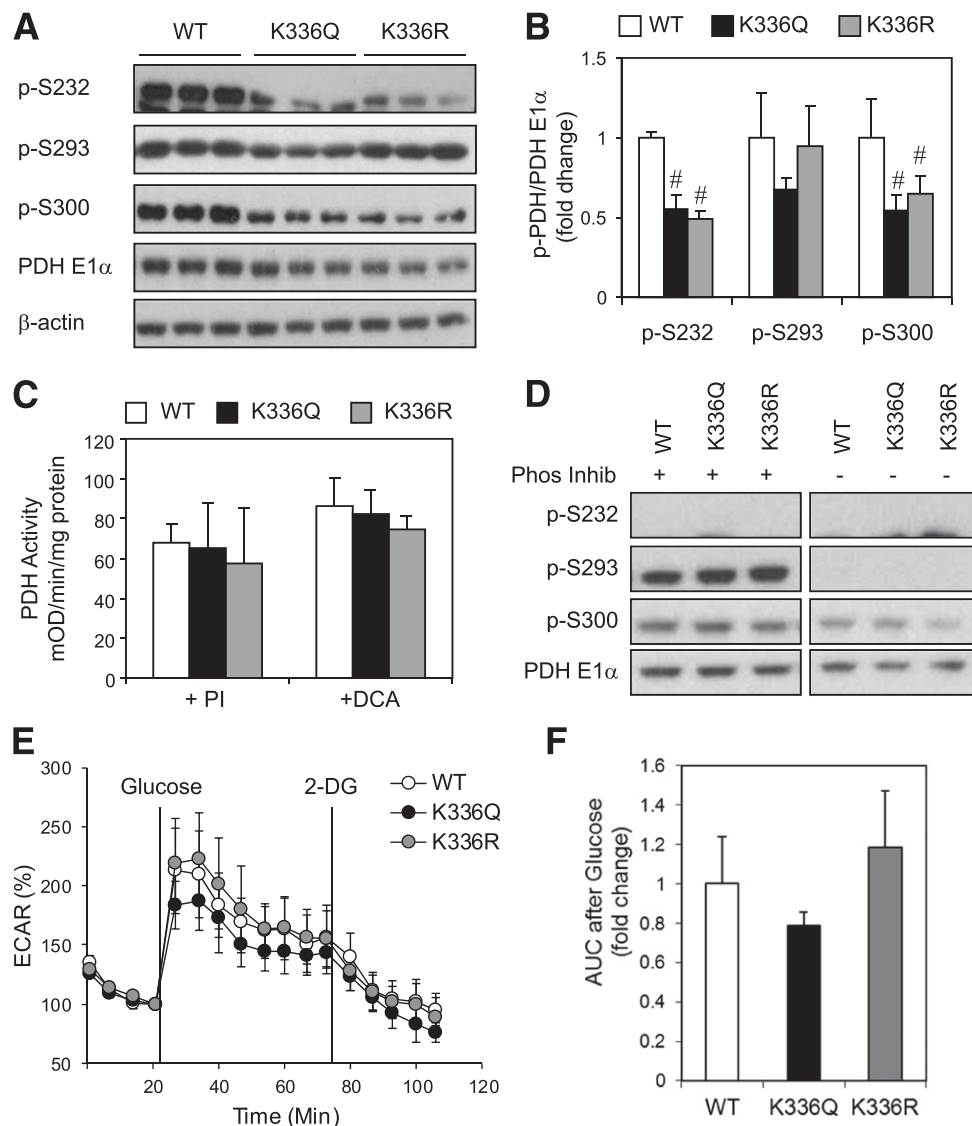 A
WT K336Q K336R
p-S232
p-S293
p-S300
PDH E1α
β-actin
B
WT K336Q K336R
p-PDH/PDH E1α
(fold dhange)
1.5
1
0.5
0
# # # #
p-S232 p-S293 p-S300
C
WT K336Q K336R
PDH Activity
mOD/min/mg protein
120
100
80
60
40
20
0
+ PI +DCA
D
WT K336Q K336R WT K336Q K336R
Phos Inhib + + + - - -
p-S232
p-S293
p-S300
PDH E1α
E
ECAR (%)
300
250
200
150
100
50
Glucose 2-DG
WT
K336Q
K336R
20 40 60 80 100 120
Time (Min)
F
AUC after Glucose
(fold change)
1.6
1.4
1.2
1
0.8
0.6
0.4
0.2
0
WT K336Q K336R